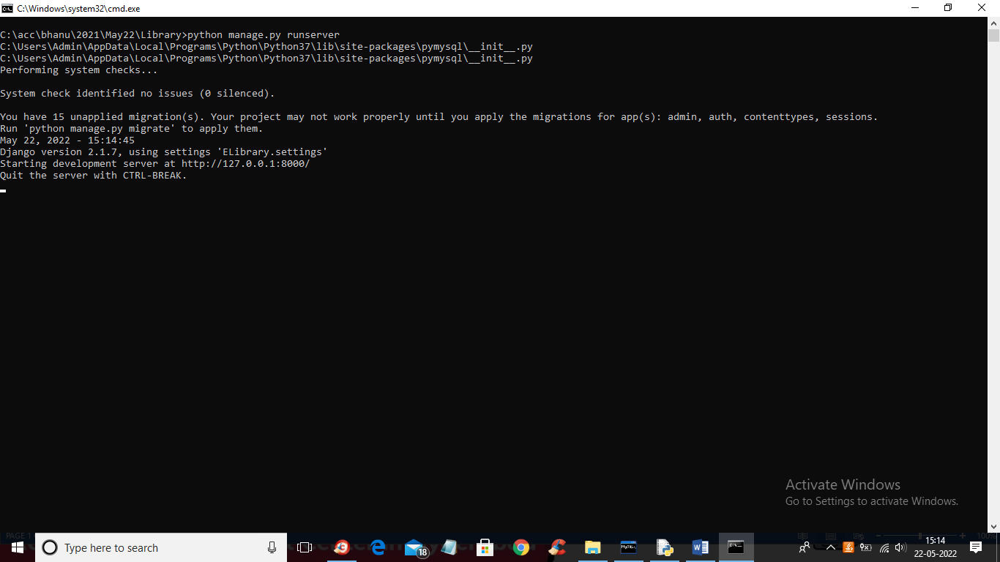 C:\Windows\system32\cmd.exe
C:\acc\bhanu\2021\May22\Library>python manage.py runserver
C:\Users\Admin\AppData\Local\Programs\Python\Python37\lib\site-packages\pymysql\__init__.py
C:\Users\Admin\AppData\Local\Programs\Python\Python37\lib\site-packages\pymysql\__init__.py
Performing system checks...
System check identified no issues (0 silenced).
You have 15 unapplied migration(s). Your project may not work properly until you apply the migrations for app(s): admin, auth, contenttypes, sessions.
Run 'python manage.py migrate' to apply them.
May 22, 2022 - 15:14:45
Django version 2.1.7, using settings 'ELibrary.settings'
Starting development server at http://127.0.0.1:8000/
Quit the server with CTRL-BREAK.
Activate Windows
Go to Settings to activate Windows.
PAGE 1
100%
Type here to search
18
15:14
22-05-2022